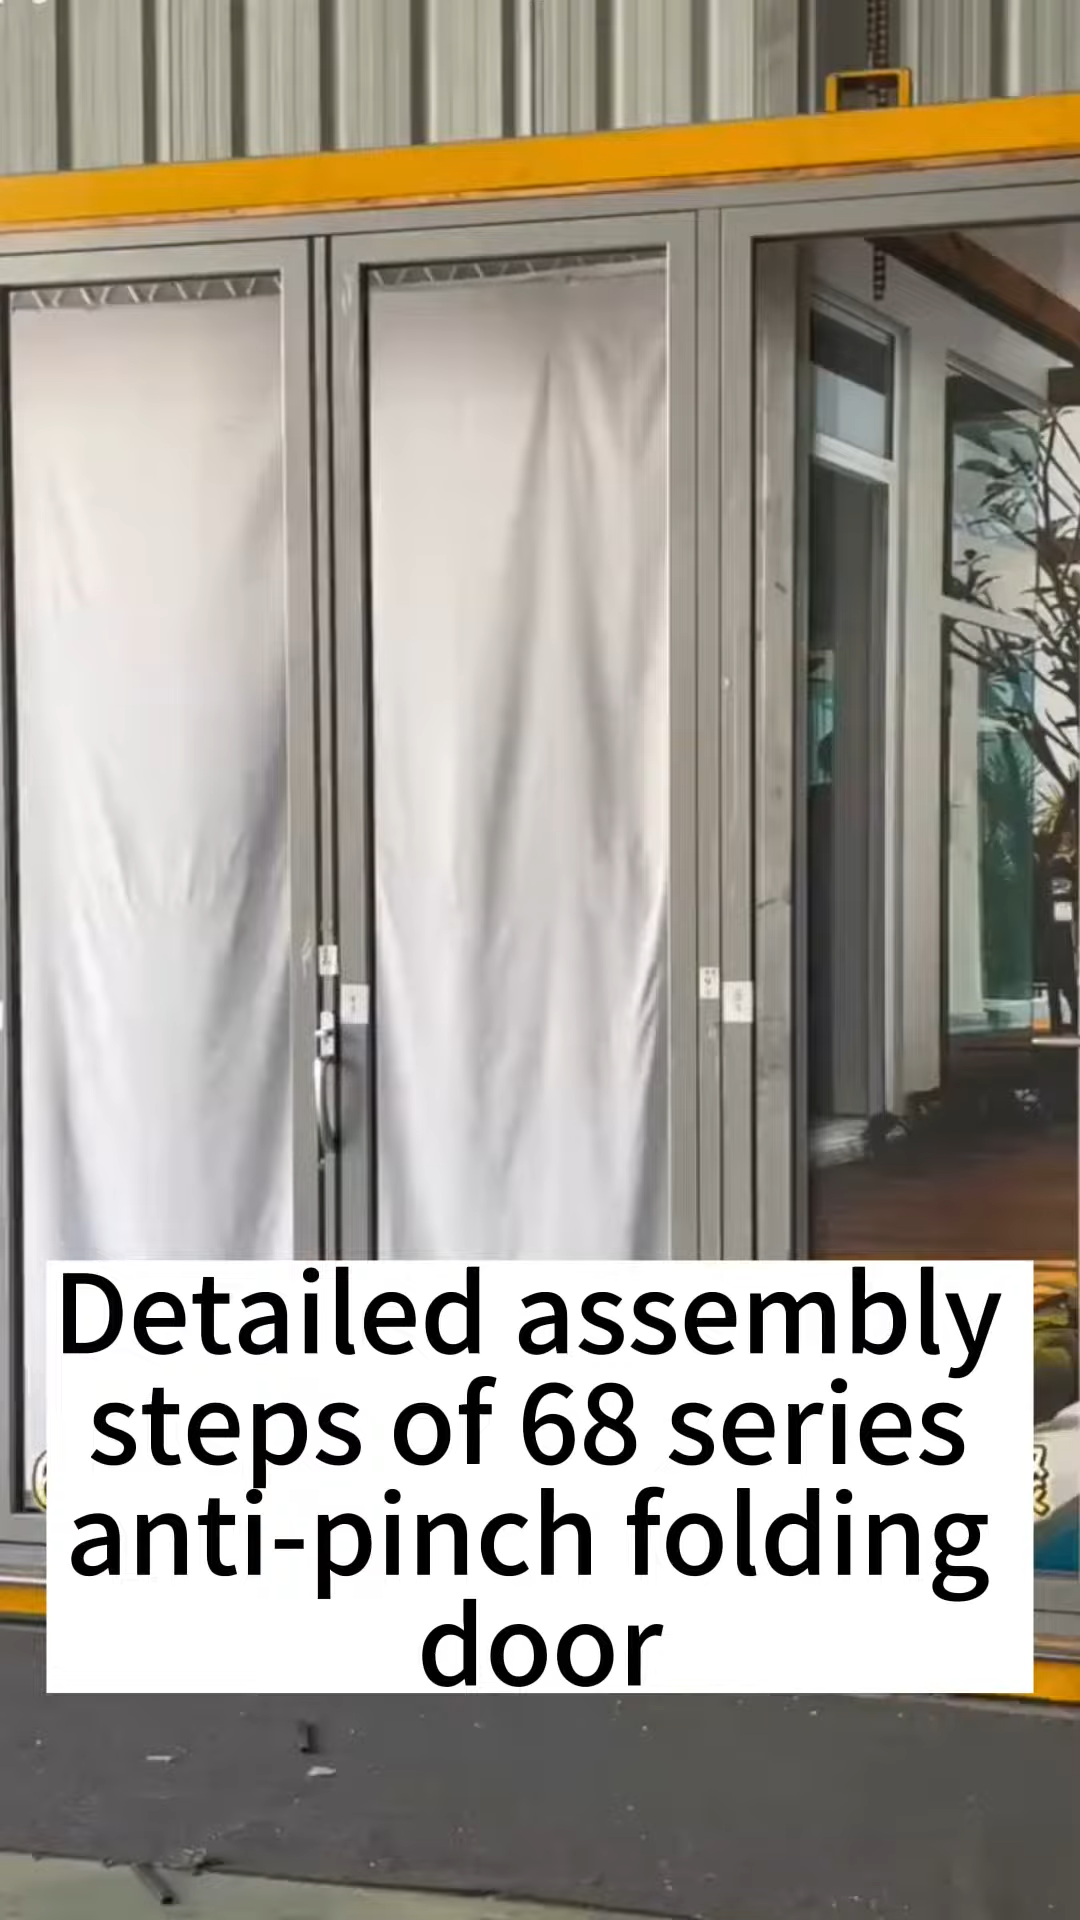 Detailed assembly
steps of 68 series
anti-pinch folding
door